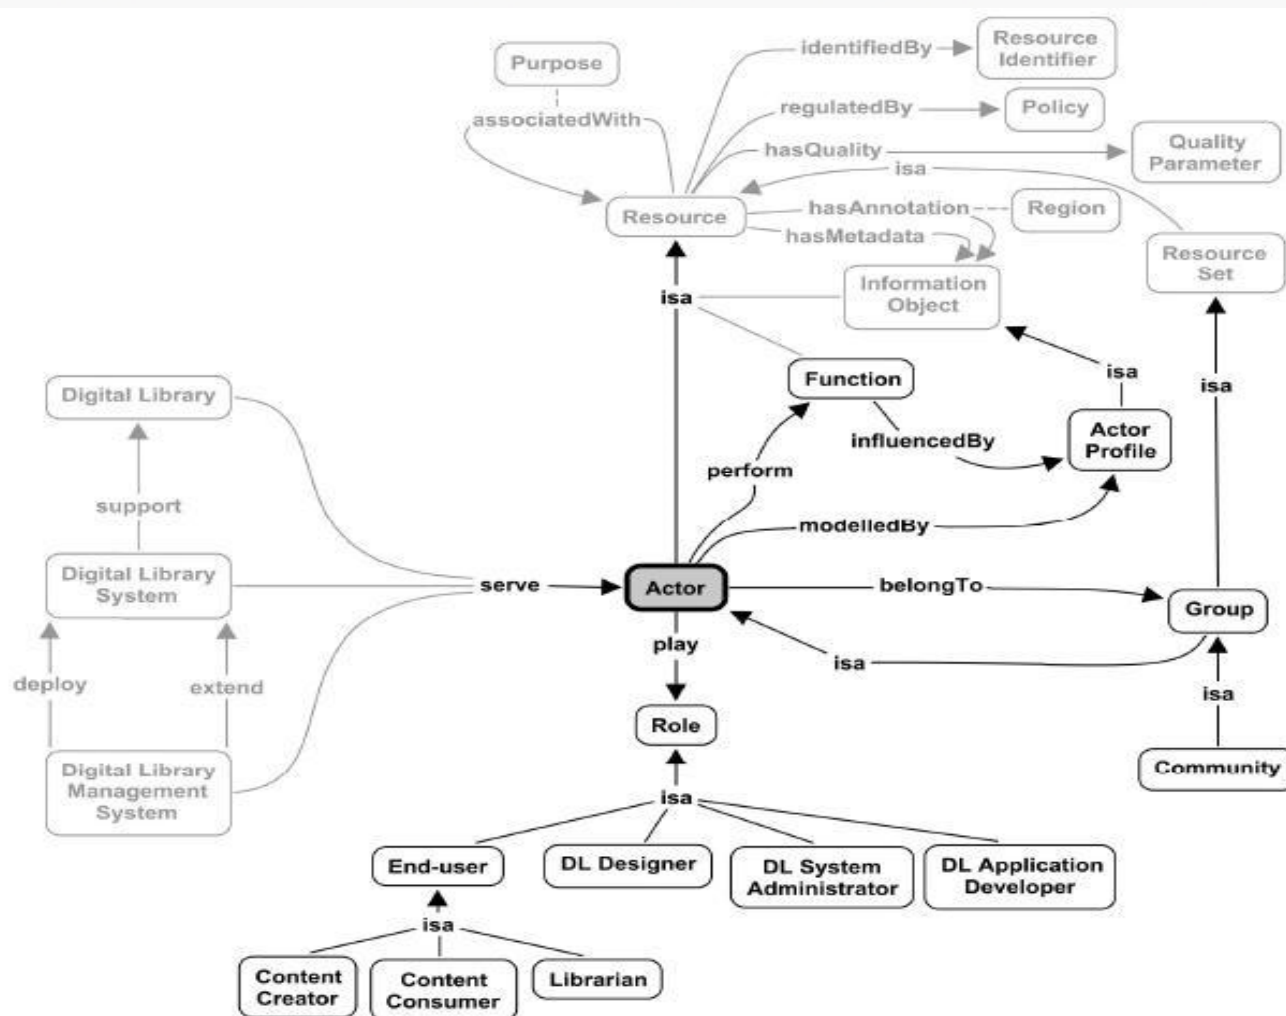 identifiedBy
Resource
Identifier
Purpose
regulatedBy
Policy
associatedWith
hasQuality
Quality
Parameter
isa
Resource
hasAnnotation
Region
hasMetadata
Resource
Set
isa
Information
Object
Function
isa
isa
Digital Library
influencedBy
Actor
Profile
perform
support
modelledBy
Digital Library
System
serve
Actor
belongTo
Group
play
isa
deploy
extend
isa
Role
Digital Library
Management
System
Community
isa
End-user
DL Designer
DL System
Administrator
DL Application
Developer
isa
Content
Creator
Content
Consumer
Librarian